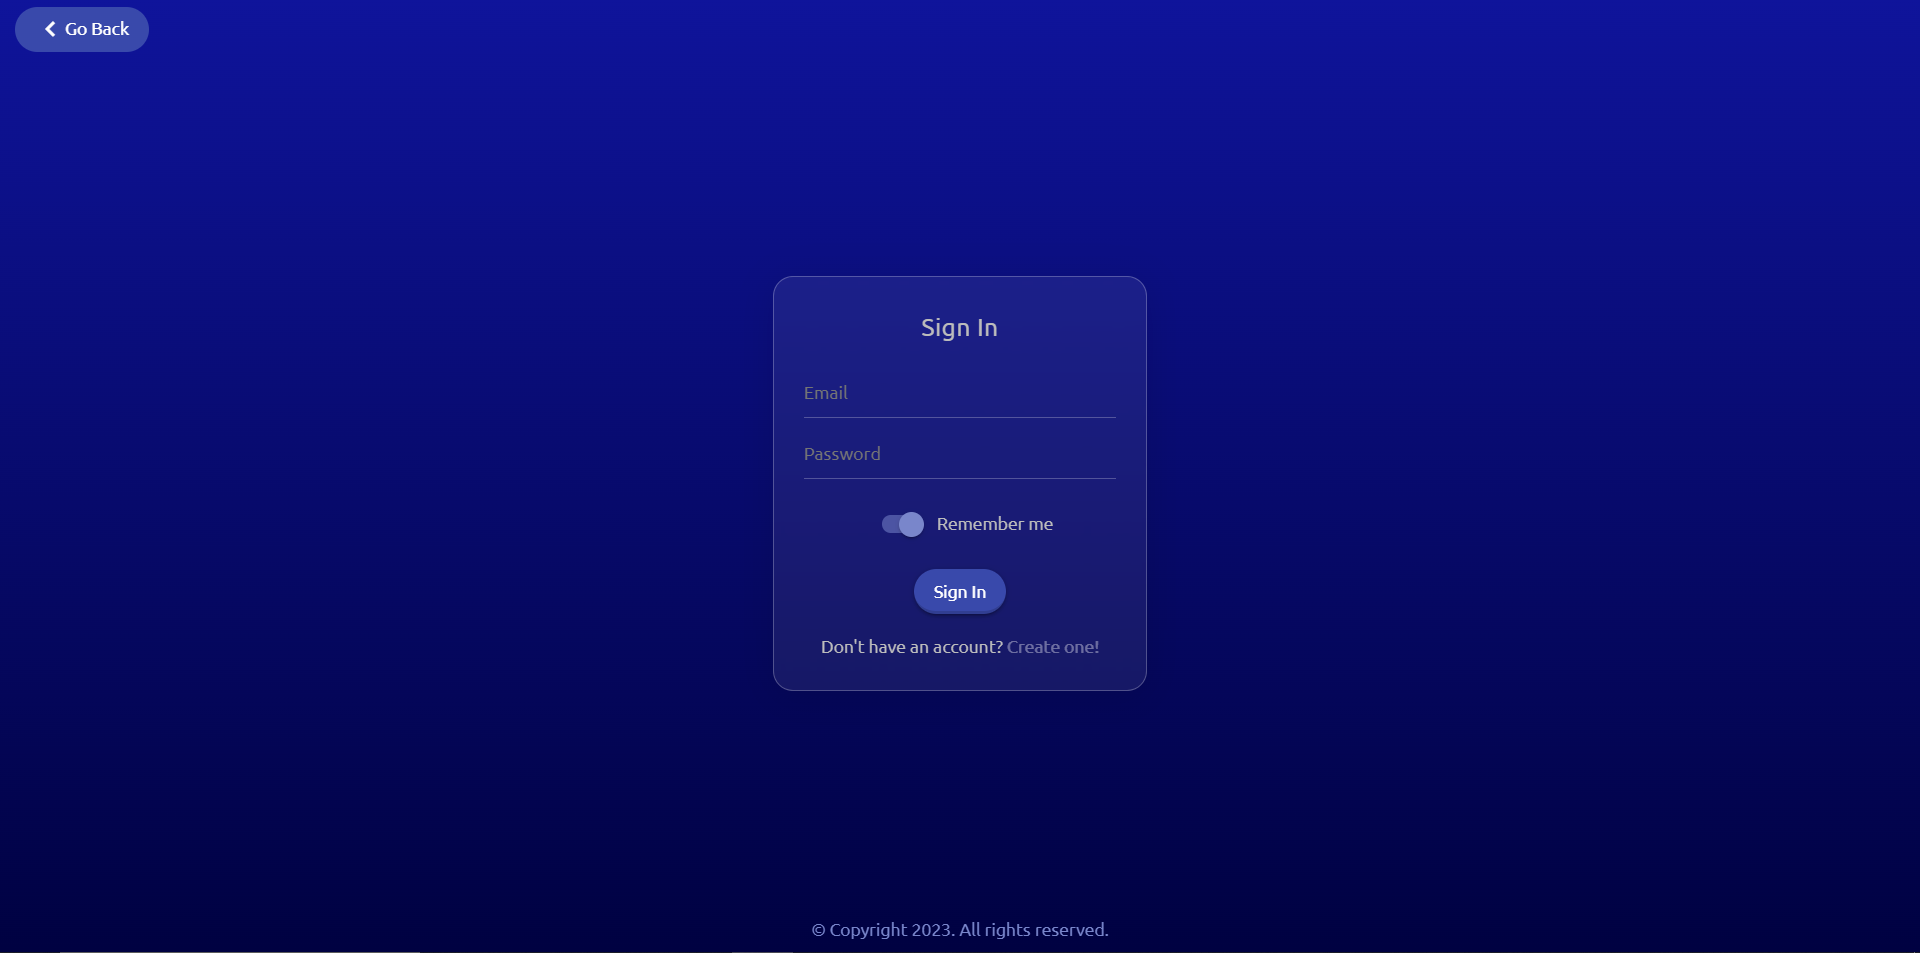 Go Back
Sign In
Email
Password
Remember me
Sign In
Don't have an account? Create one!
© Copyright 2023. All rights reserved.